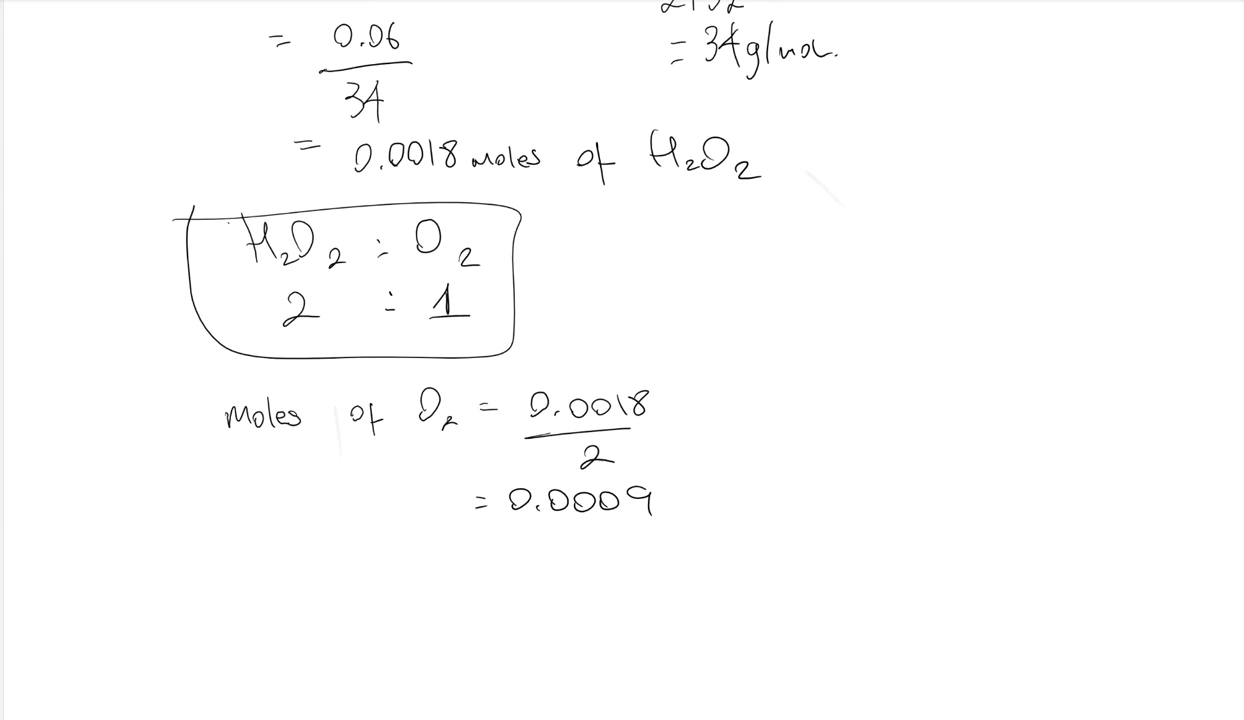 = 0.06
34
= 34g/mol.
= 0.0018 moles of H₂O₂
H₂O₂ : O₂
2 : 1
moles of O₂ = 0.0018
2
= 0.0009